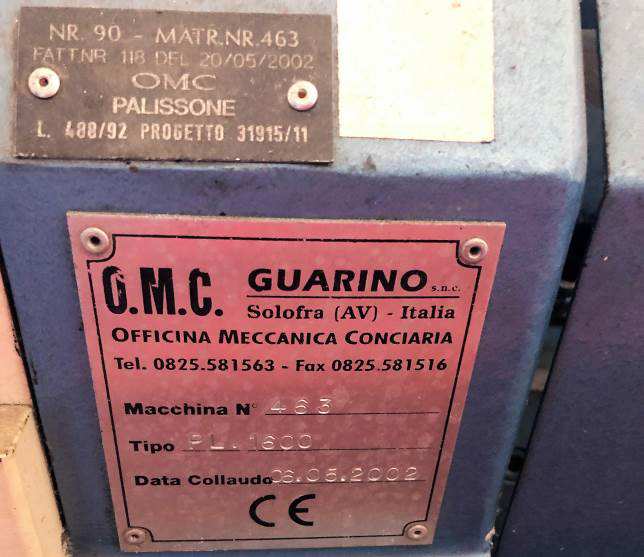 NR. 90 - MATR.NR.463
FATT.NR 118 DEL 20/05/2002
OMC
PALISSONE
L. 488/92 PROGETTO 31915/11
O.M.C. GUARINO s.n.c.
Solofra (AV) - Italia
OFFICINA MECCANICA CONCIARIA
Tel. 0825.581563 - Fax 0825.581516
Macchina N° 463
Tipo PL.1600
Data Collaudo 06.05.2002
CE